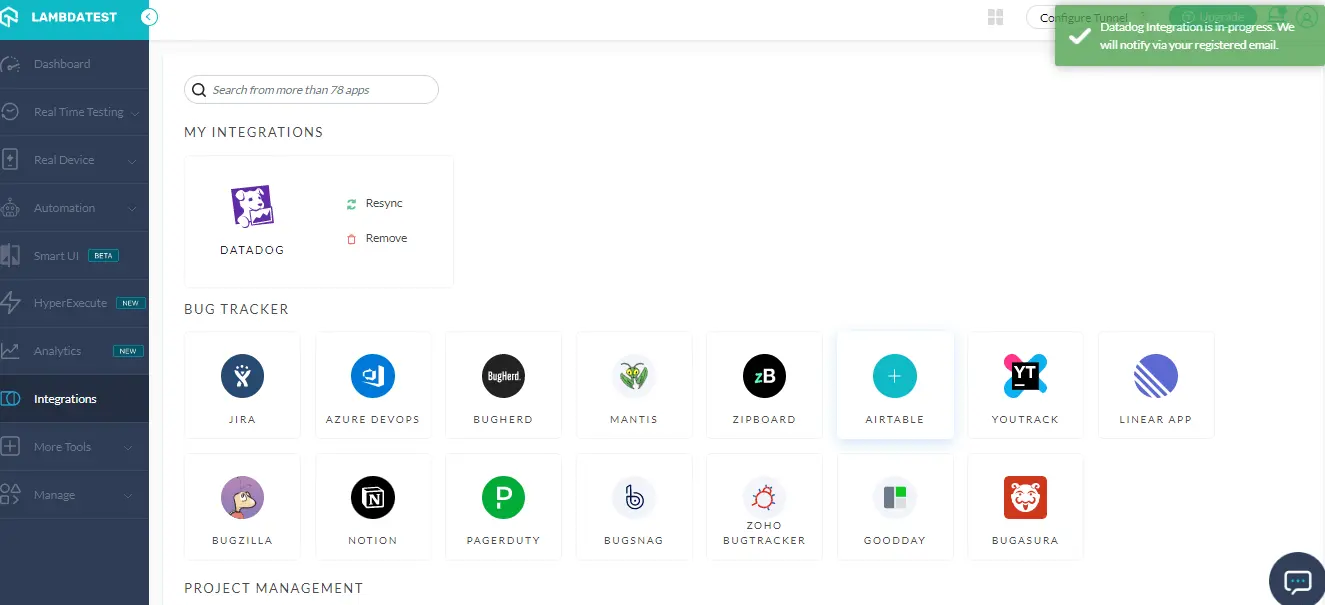 LAMBDATEST
Configure Tunnel
Upgrade
Datadog Integration is in-progress. We
will notify via your registered email.
Dashboard
Real Time Testing
Real Device
Automation
Smart UI BETA
HyperExecute NEW
Analytics NEW
Integrations
More Tools
Manage
Search from more than 78 apps
MY INTEGRATIONS
DATADOG
Resync
Remove
BUG TRACKER
JIRA
AZURE DEVOPS
BugHerd.
BUGHERD
MANTIS
zB
ZIPBOARD
AIRTABLE
YT
YOUTRACK
LINEAR APP
BUGZILLA
N
NOTION
P
PAGERDUTY
b
BUGSNAG
ZOHO
BUGTRACKER
GOODDAY
BUGASURA
PROJECT MANAGEMENT